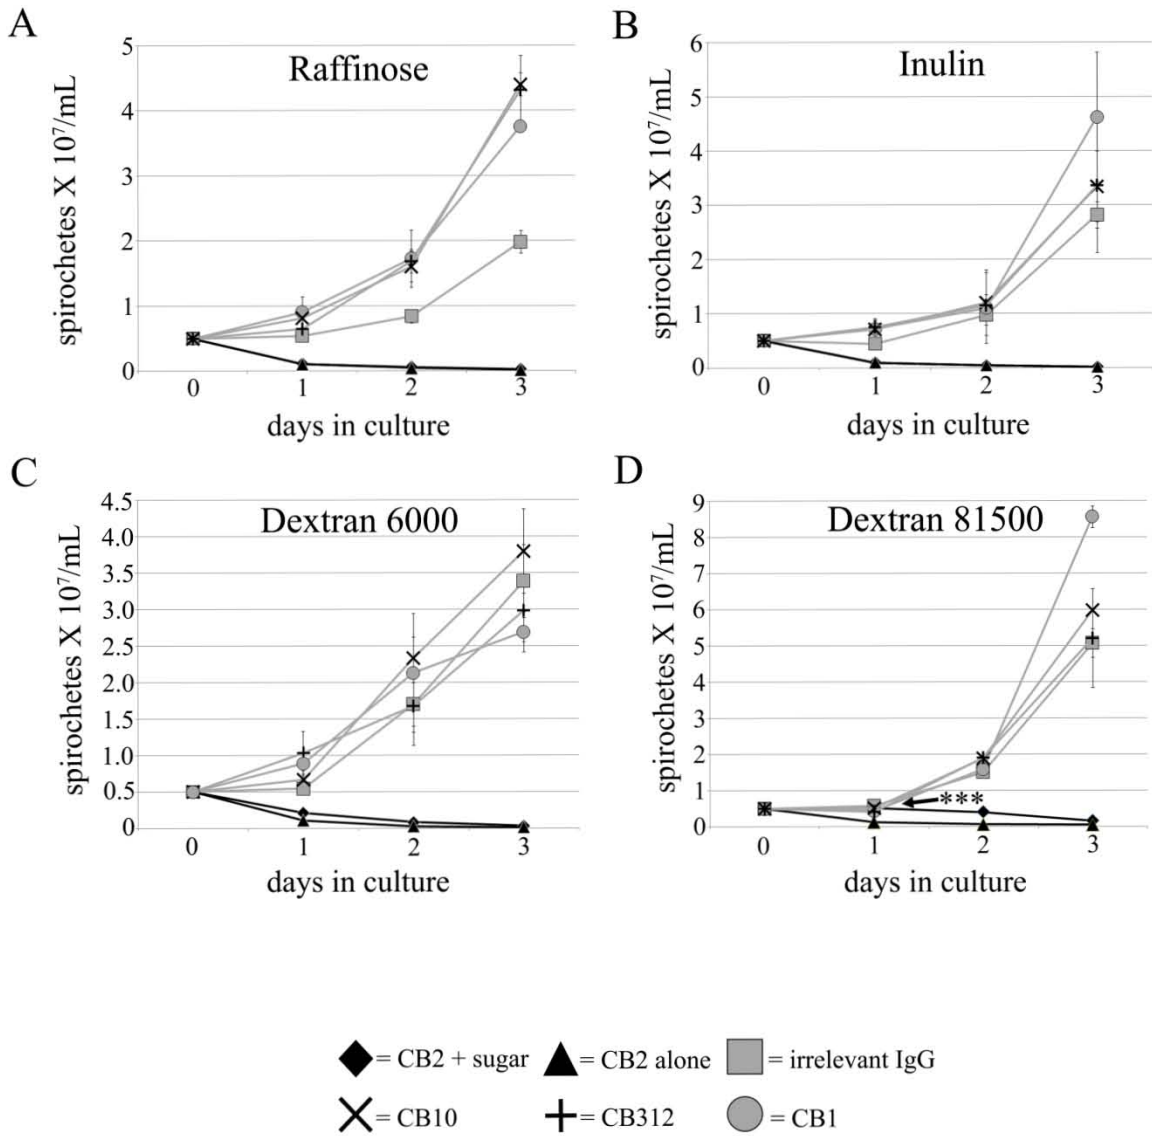 A
Raffinose
spirochetes X 10⁷/mL
5
4
3
2
1
0
0 1 2 3
days in culture
B
Inulin
spirochetes X 10⁷/mL
6
5
4
3
2
1
0
0 1 2 3
days in culture
C
Dextran 6000
spirochetes X 10⁷/mL
4.5
4.0
3.5
3.0
2.5
2.0
1.5
1.0
0.5
0
0 1 2 3
days in culture
D
Dextran 81500
spirochetes X 10⁷/mL
9
8
7
6
5
4
3
2
1
0
***
0 1 2 3
days in culture
= CB2 + sugar = CB2 alone = irrelevant IgG
= CB10 = CB312 = CB1